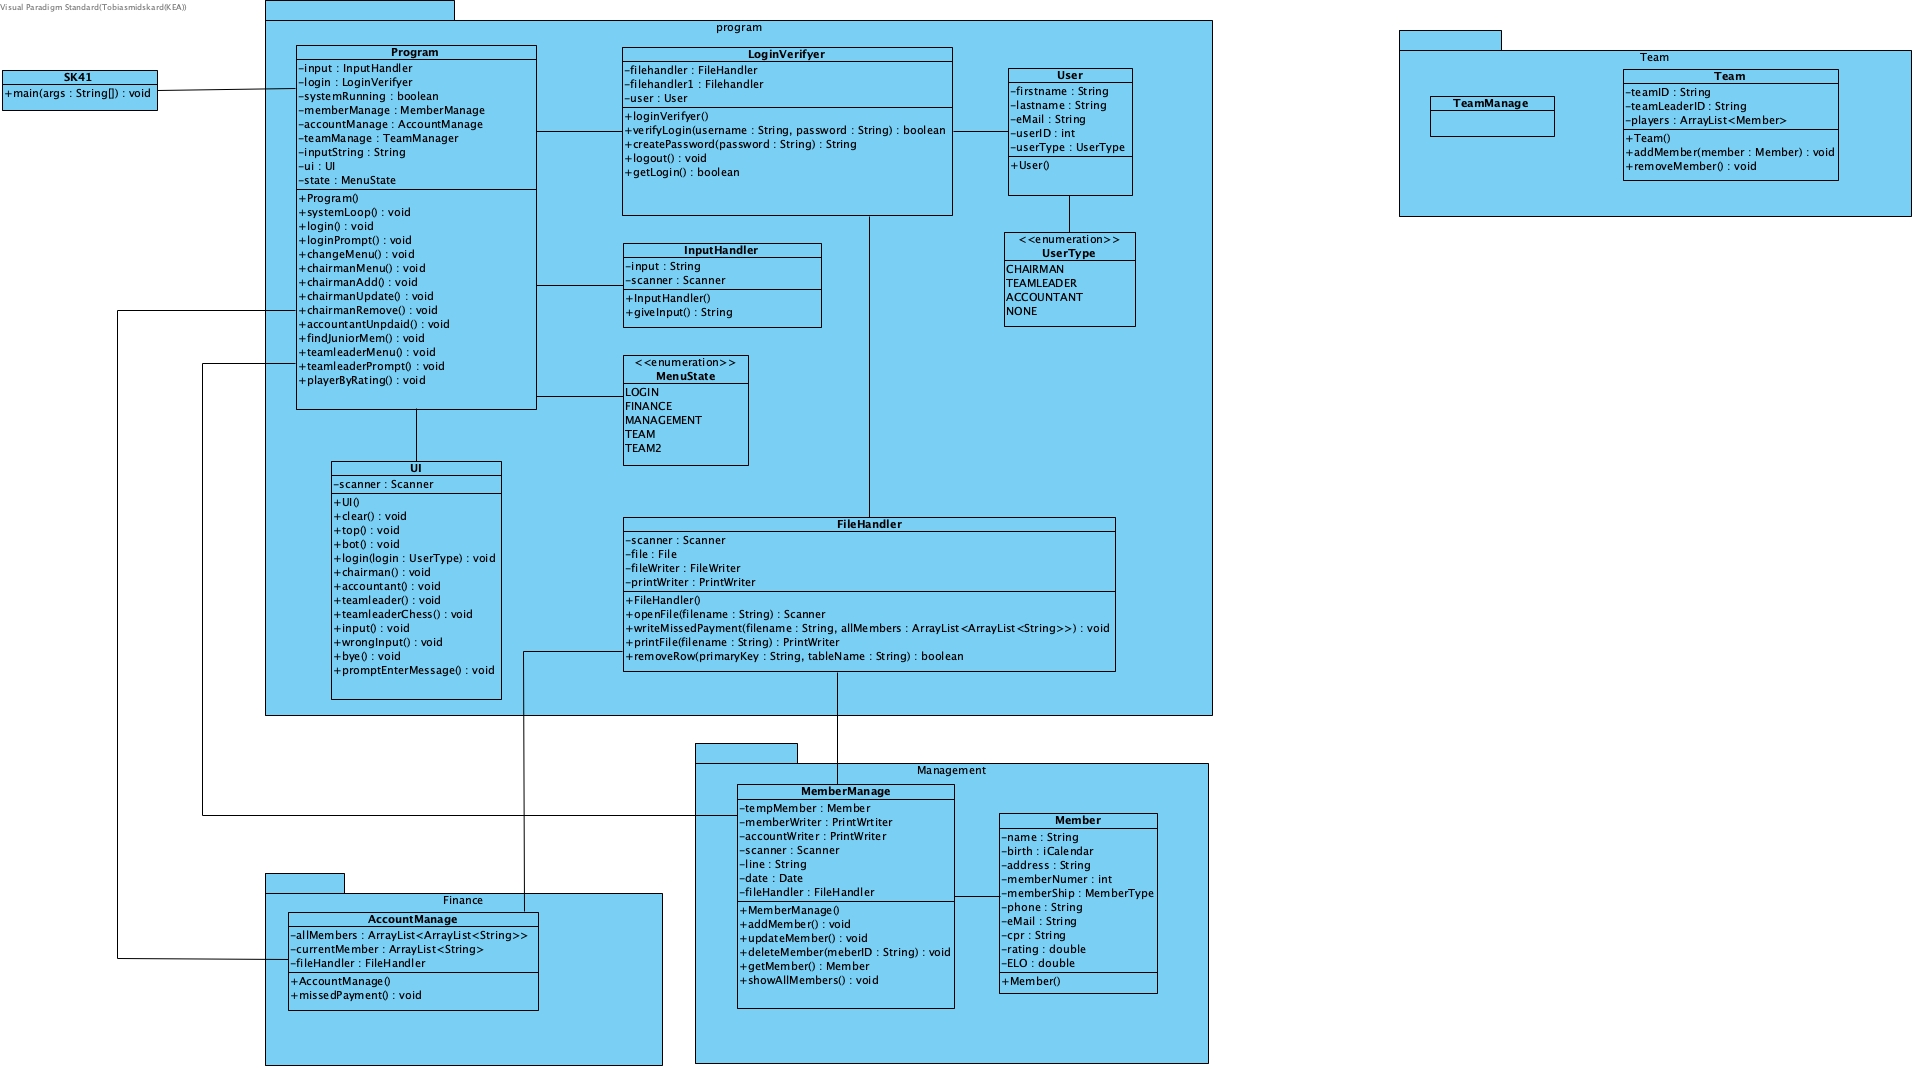 Visual Paradigm Standard(Tobiasmidskard(KEA))
SK41
+main(args : String[]) : void
program
Program
-input : InputHandler
-login : LoginVerifyer
-systemRunning : boolean
-memberManage : MemberManage
-accountManage : AccountManage
-teamManage : TeamManager
-inputString : String
-ui : UI
-state : MenuState
+Program()
+systemLoop() : void
+login() : void
+loginPrompt() : void
+changeMenu() : void
+chairmanMenu() : void
+chairmanAdd() : void
+chairmanUpdate() : void
+chairmanRemove() : void
+accountantUnpdaid() : void
+findJuniorMem() : void
+teamleaderMenu() : void
+teamleaderPrompt() : void
+playerByRating() : void
LoginVerifyer
-filehandler : FileHandler
-filehandler1 : Filehandler
-user : User
+loginVerifyer()
+verifyLogin(username : String, password : String) : boolean
+createPassword(password : String) : String
+logout() : void
+getLogin() : boolean
User
-firstname : String
-lastname : String
-eMail : String
-userID : int
-userType : UserType
+User()
<<enumeration>>
UserType
CHAIRMAN
TEAMLEADER
ACCOUNTANT
NONE
InputHandler
-input : String
-scanner : Scanner
+InputHandler()
+giveInput() : String
<<enumeration>>
MenuState
LOGIN
FINANCE
MANAGEMENT
TEAM
TEAM2
UI
-scanner : Scanner
+UI()
+clear() : void
+top() : void
+bot() : void
+login(login : UserType) : void
+chairman() : void
+accountant() : void
+teamleader() : void
+teamleaderChess() : void
+input() : void
+wrongInput() : void
+bye() : void
+promptEnterMessage() : void
FileHandler
-scanner : Scanner
-file : File
-fileWriter : FileWriter
-printWriter : PrintWriter
+FileHandler()
+openFile(filename : String) : Scanner
+writeMissedPayment(filename : String, allMembers : ArrayList<ArrayList<String>>) : void
+printFile(filename : String) : PrintWriter
+removeRow(primaryKey : String, tableName : String) : boolean
Team
TeamManage
Team
-teamID : String
-teamLeaderID : String
-players : ArrayList<Member>
+Team()
+addMember(member : Member) : void
+removeMember() : void
Management
MemberManage
-tempMember : Member
-memberWriter : PrintWrtiter
-accountWriter : PrintWriter
-scanner : Scanner
-line : String
-date : Date
-fileHandler : FileHandler
+MemberManage()
+addMember() : void
+updateMember() : void
+deleteMember(meberID : String) : void
+getMember() : Member
+showAllMembers() : void
Member
-name : String
-birth : iCalendar
-address : String
-memberNumer : int
-memberShip : MemberType
-phone : String
-eMail : String
-cpr : String
-rating : double
-ELO : double
+Member()
Finance
AccountManage
-allMembers : ArrayList<ArrayList<String>>
-currentMember : ArrayList<String>
-fileHandler : FileHandler
+AccountManage()
+missedPayment() : void